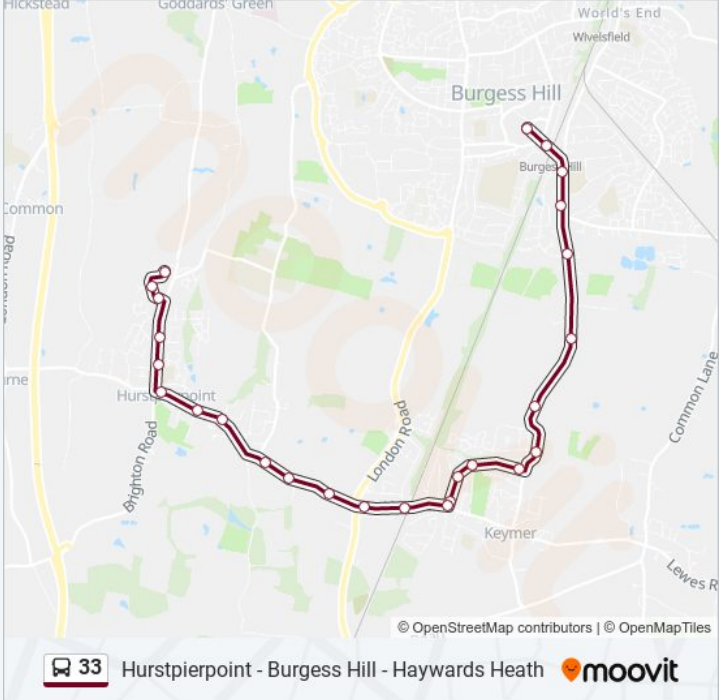 Hickstead
Goddards' Green
World's End
Wivelsfield
Burgess Hill
Burges Hill
Common
Common Lane
Hurstpierpoint
London Road
Brighton Road
Keymer
Lewes R
© OpenStreetMap contributors | © OpenMapTiles
33 Hurstpierpoint - Burgess Hill - Haywards Heath moovit